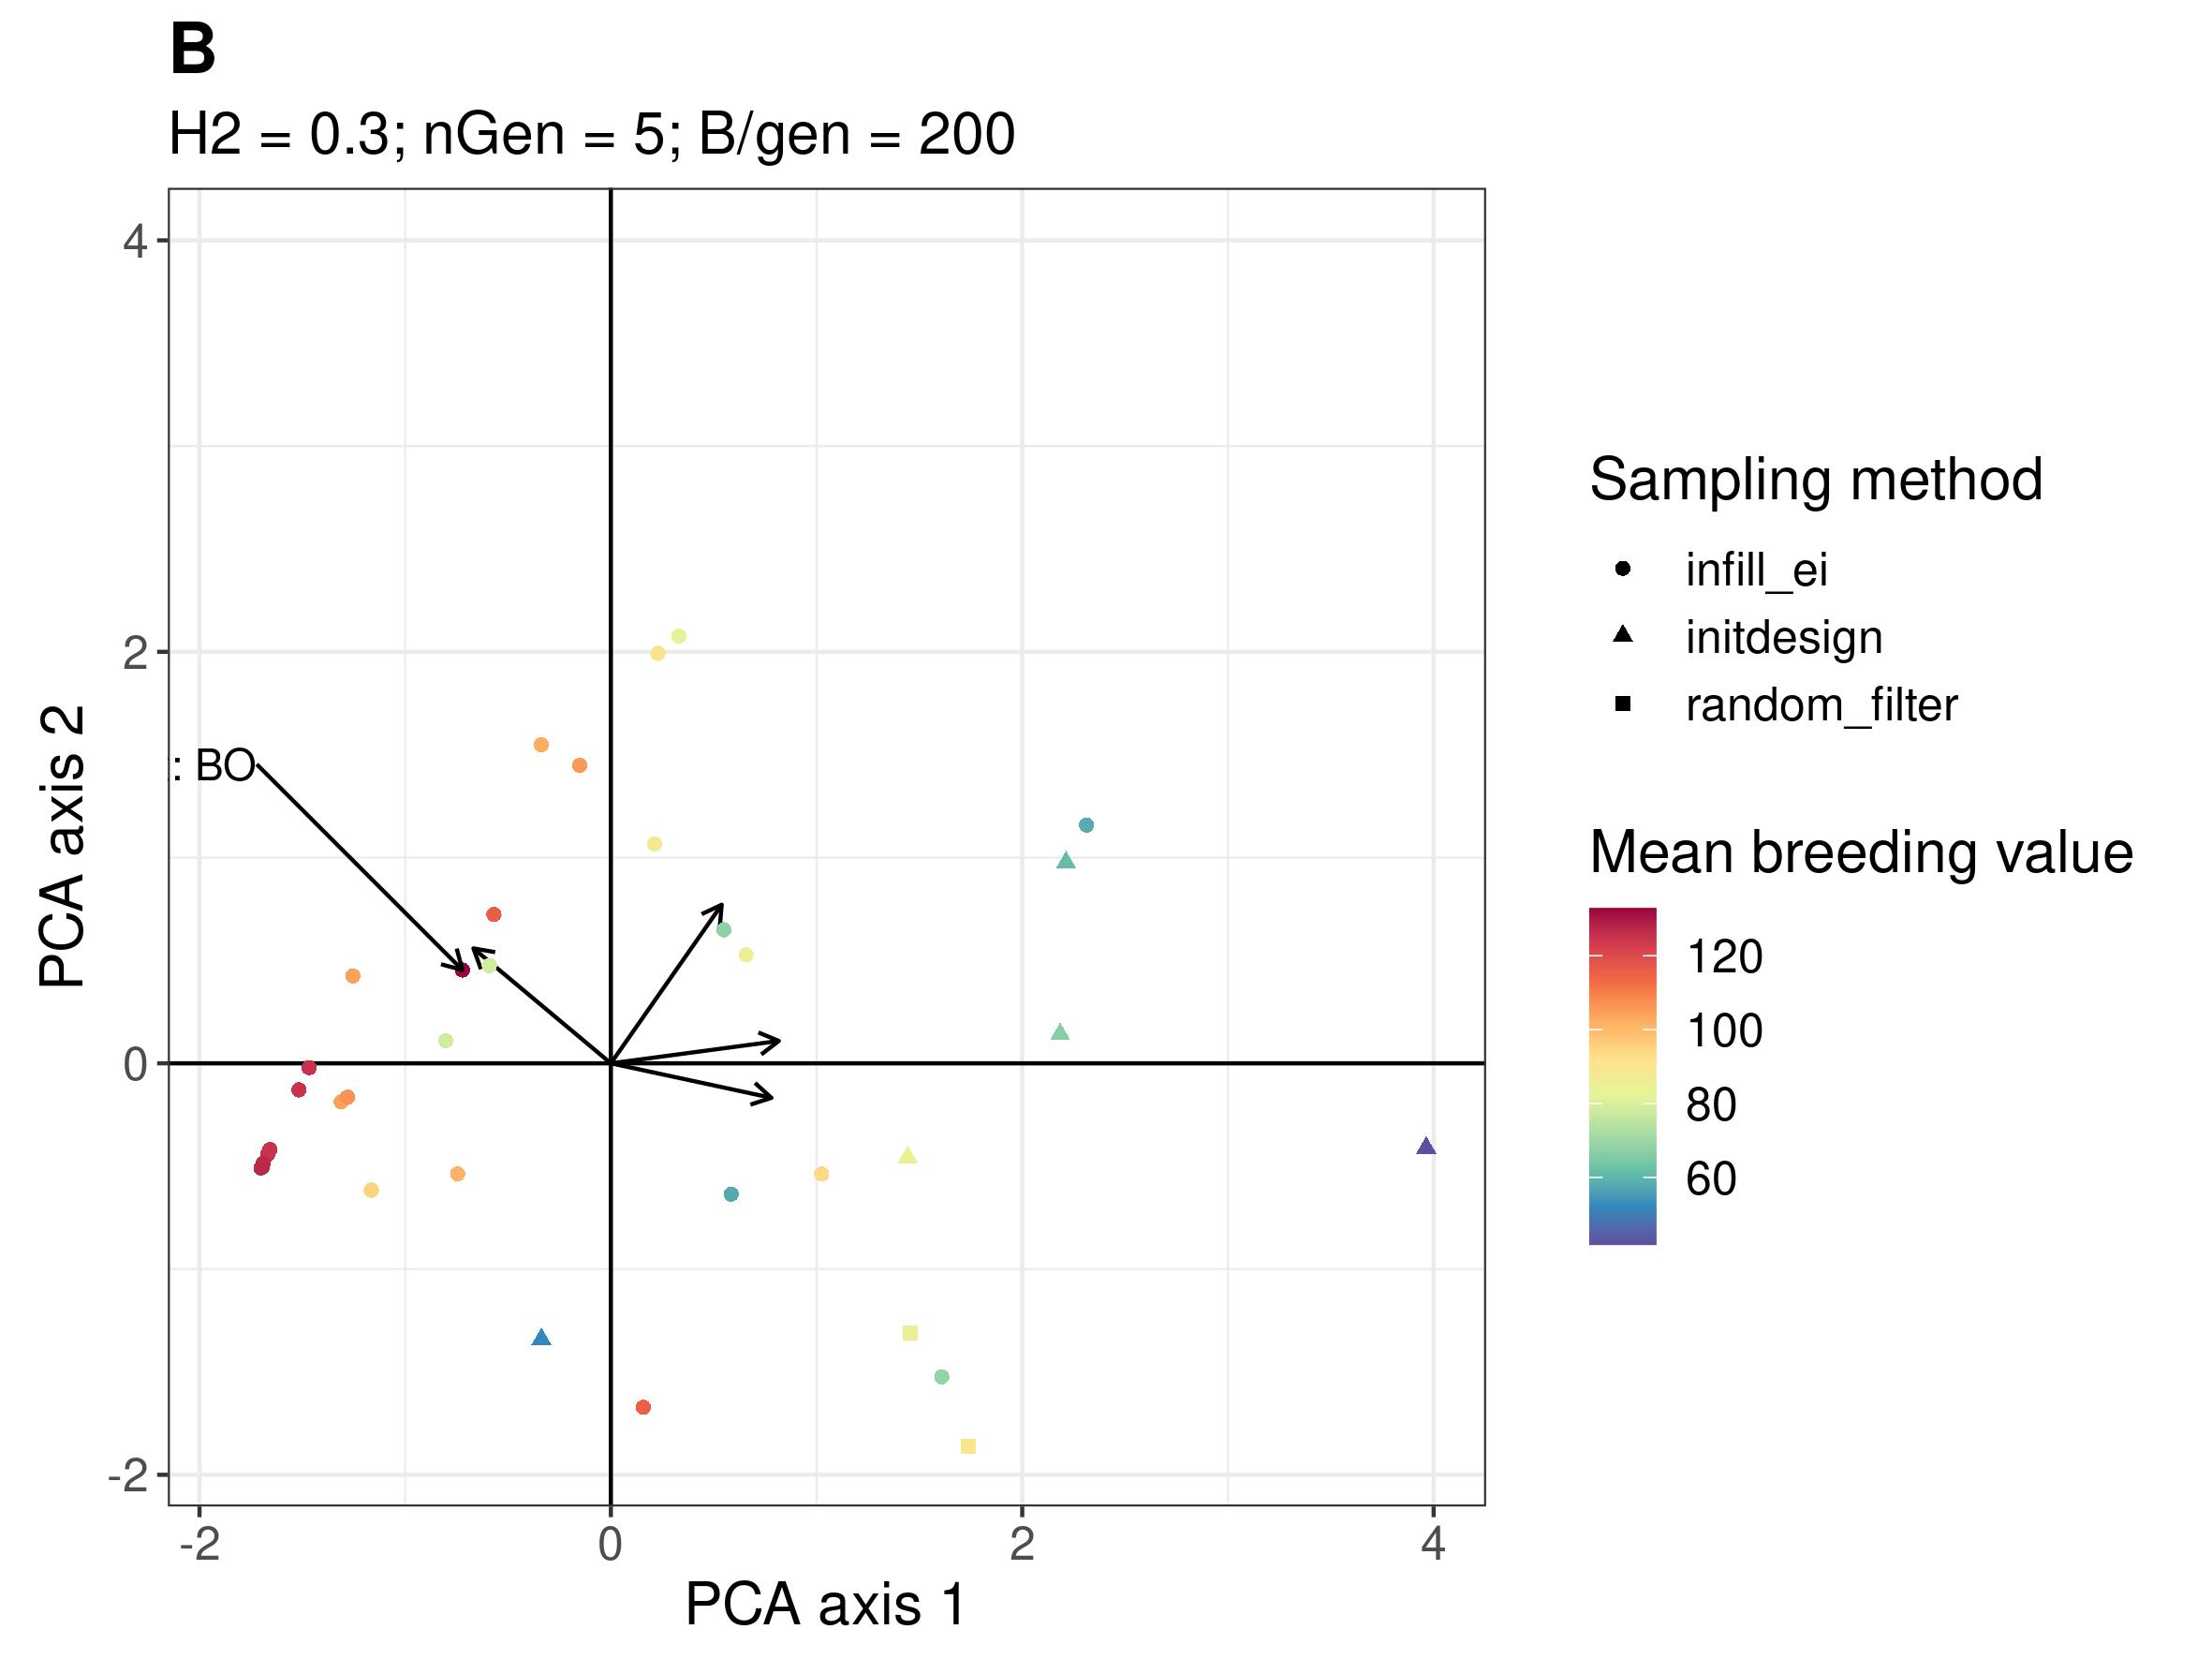 B
H2 = 0.3; nGen = 5; B/gen = 200
4
2
0
-2
-2
0
2
4
PCA axis 2
PCA axis 1
: BO
Sampling method
infill_ei
initdesign
random_filter
Mean breeding value
120
100
80
60